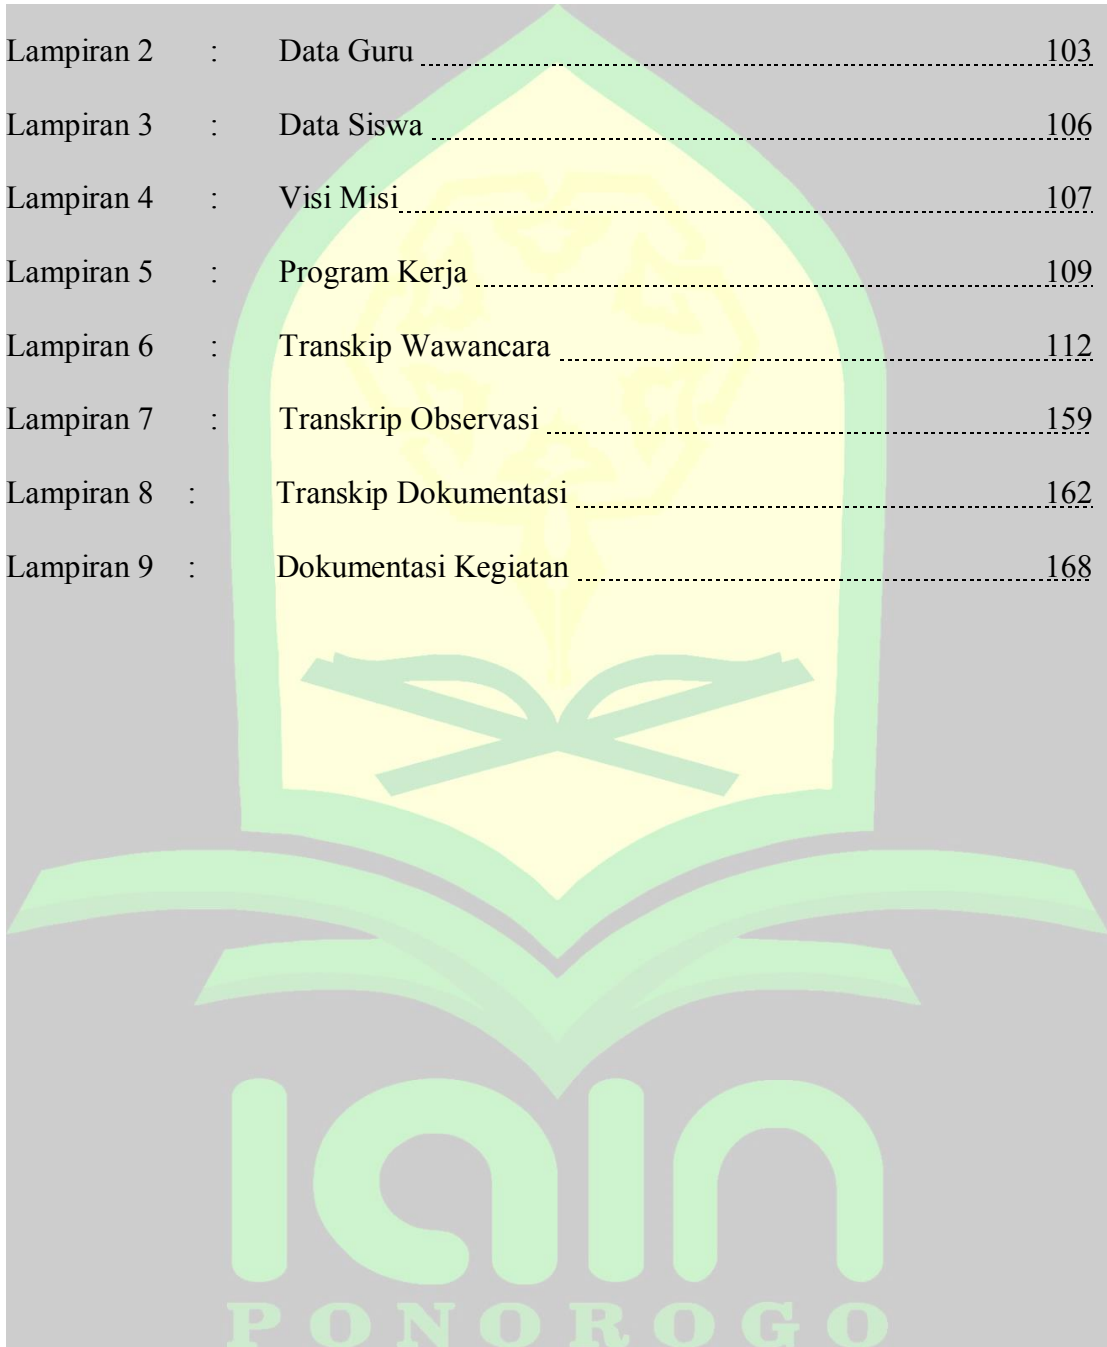 Lampiran 2 : Data Guru 103
Lampiran 3 : Data Siswa 106
Lampiran 4 : Visi Misi 107
Lampiran 5 : Program Kerja 109
Lampiran 6 : Transkip Wawancara 112
Lampiran 7 : Transkrip Observasi 159
Lampiran 8 : Transkip Dokumentasi 162
Lampiran 9 : Dokumentasi Kegiatan 168
iain
PONOROGO